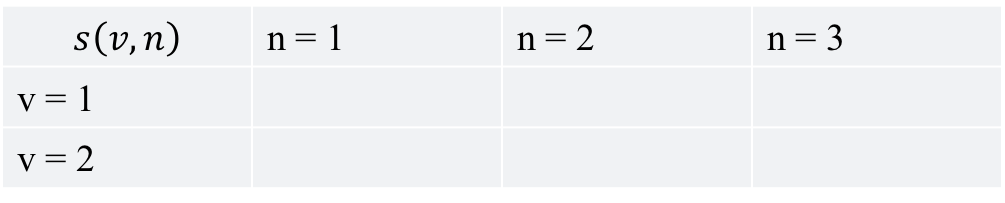 s(v, n) n = 1 n = 2 n = 3
v = 1
v = 2